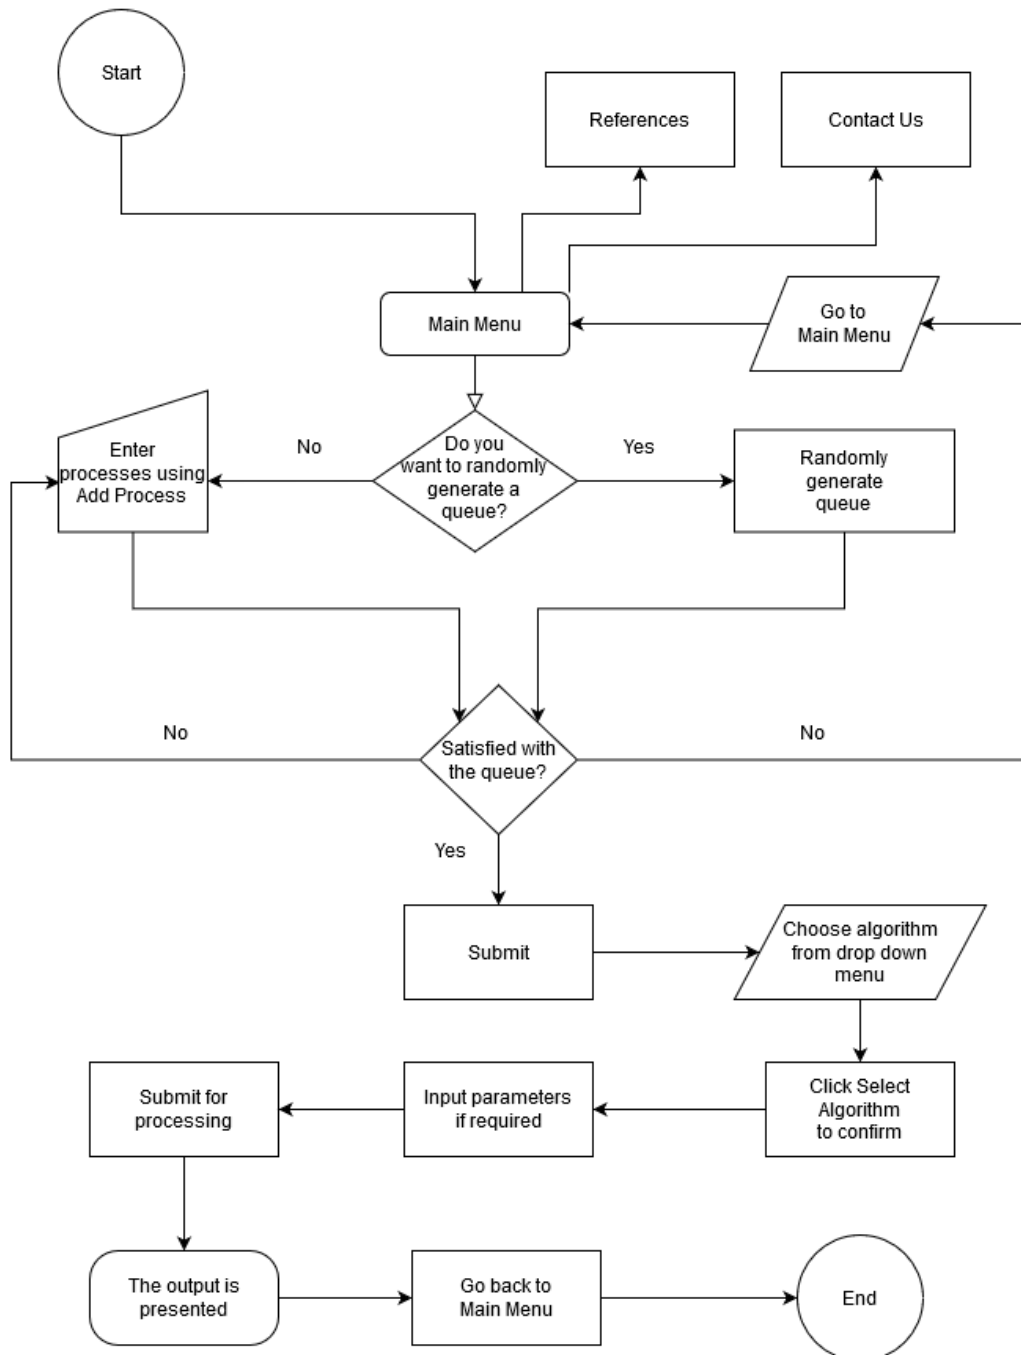 Start
References
Contact Us
Main Menu
Go to
Main Menu
Enter
processes using
Add Process
No
Do you
want to randomly
generate a
queue?
Yes
Randomly
generate
queue
No
Satisfied with
the queue?
No
Yes
Submit
Choose algorithm
from drop down
menu
Submit for
processing
Input parameters
if required
Click Select
Algorithm
to confirm
The output is
presented
Go back to
Main Menu
End